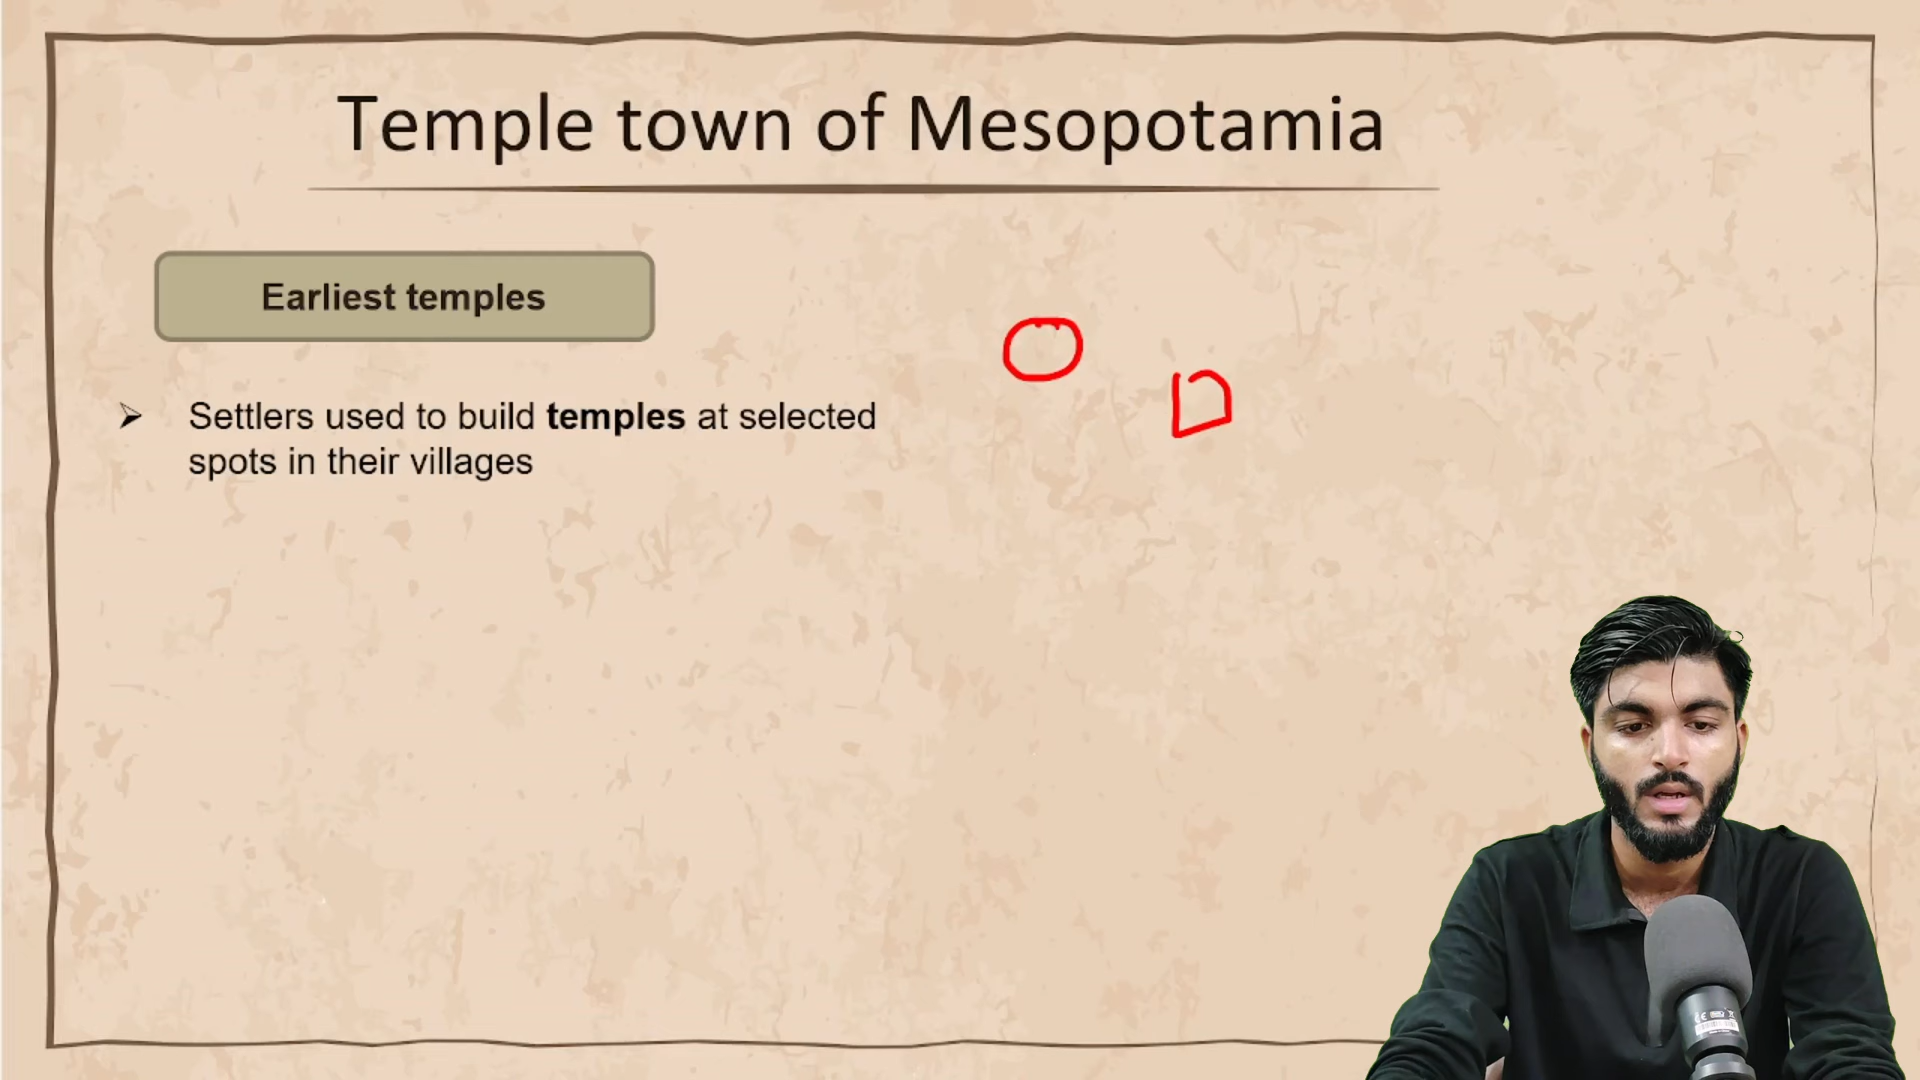 Temple town of Mesopotamia
Earliest temples
Settlers used to build temples at selected
spots in their villages